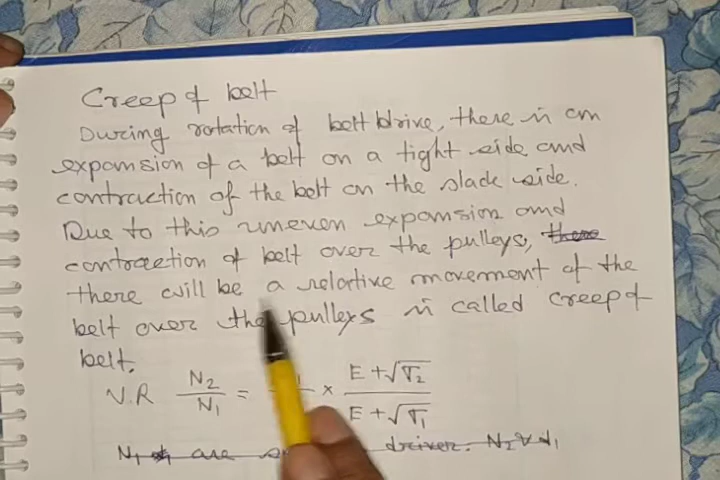 Creep of belt
During rotation of belt drive, there is an
expansion of a belt on a tight side and
contraction of the belt on the slack side.
Due to this uneven expansion and
contraction of belt over the pulleys, there
there will be a relative movement of the
belt over the pulleys is called creep of
belt.
V.R N₂/N₁ = × E + √σ₂ / E + √σ₁
N₁ are driver. N₂ & d₁